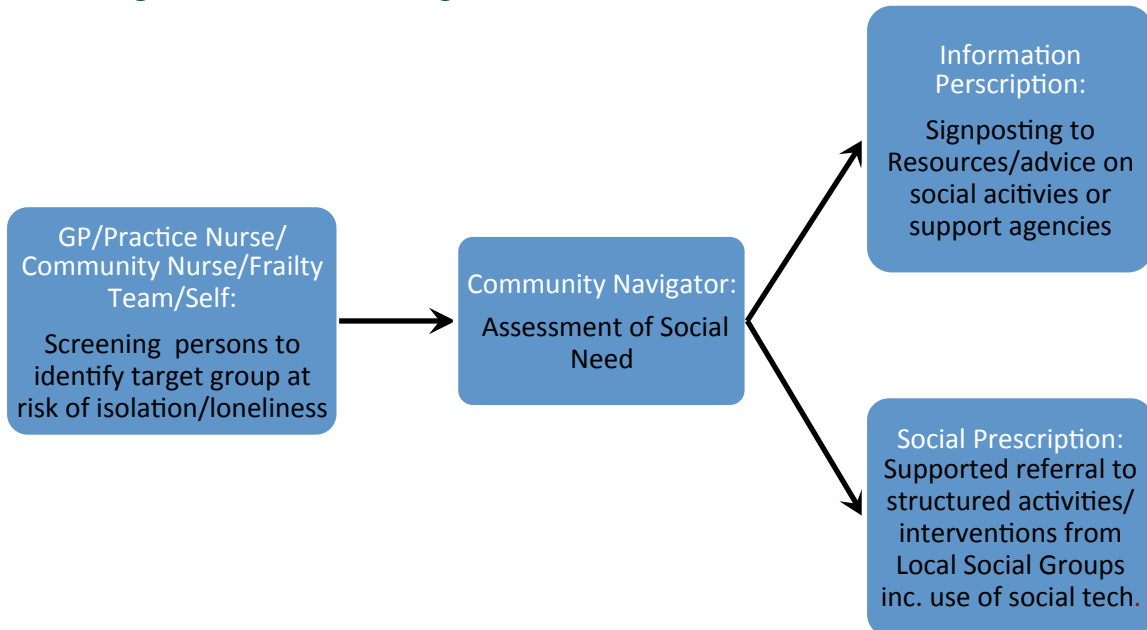 GP/Practice Nurse/
Community Nurse/Frailty
Team/Self:
Screening persons to
identify target group at
risk of isolation/loneliness
Community Navigator:
Assessment of Social
Need
Information
Perscription:
Signposting to
Resources/advice on
social acitivies or
support agencies
Social Prescription:
Supported referral to
structured activities/
interventions from
Local Social Groups
inc. use of social tech.